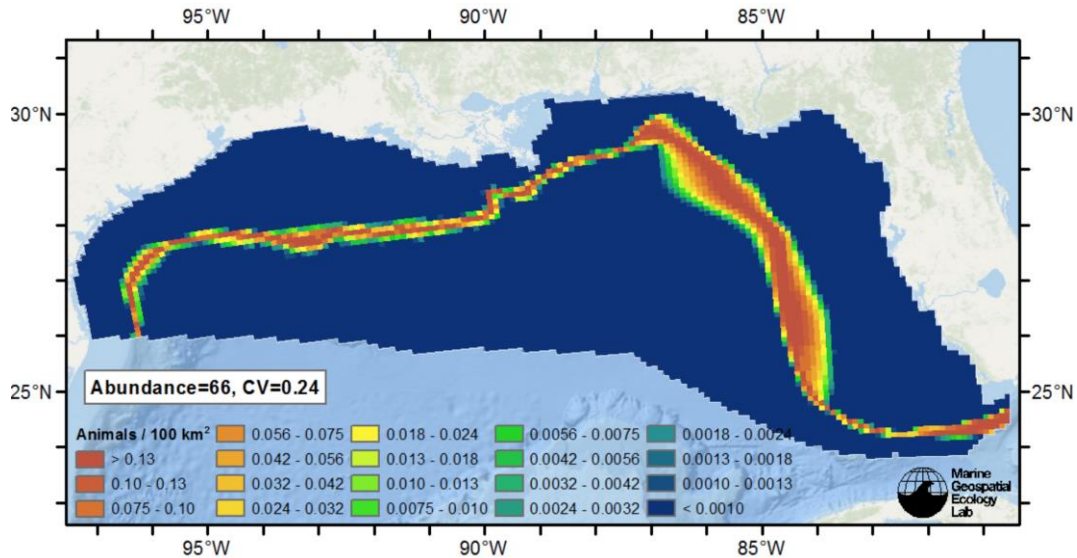 95°W 90°W 85°W
30°N 30°N
25°N 25°N
Abundance=66, CV=0.24
Animals / 100 km²
> 0.13
0.10 - 0.13
0.075 - 0.10
0.056 - 0.075
0.042 - 0.056
0.032 - 0.042
0.024 - 0.032
0.018 - 0.024
0.013 - 0.018
0.010 - 0.013
0.0075 - 0.010
0.0056 - 0.0075
0.0042 - 0.0056
0.0032 - 0.0042
0.0024 - 0.0032
0.0018 - 0.0024
0.0013 - 0.0018
0.0010 - 0.0013
< 0.0010
Marine
Geospatial
Ecology
Lab
95°W 90°W 85°W